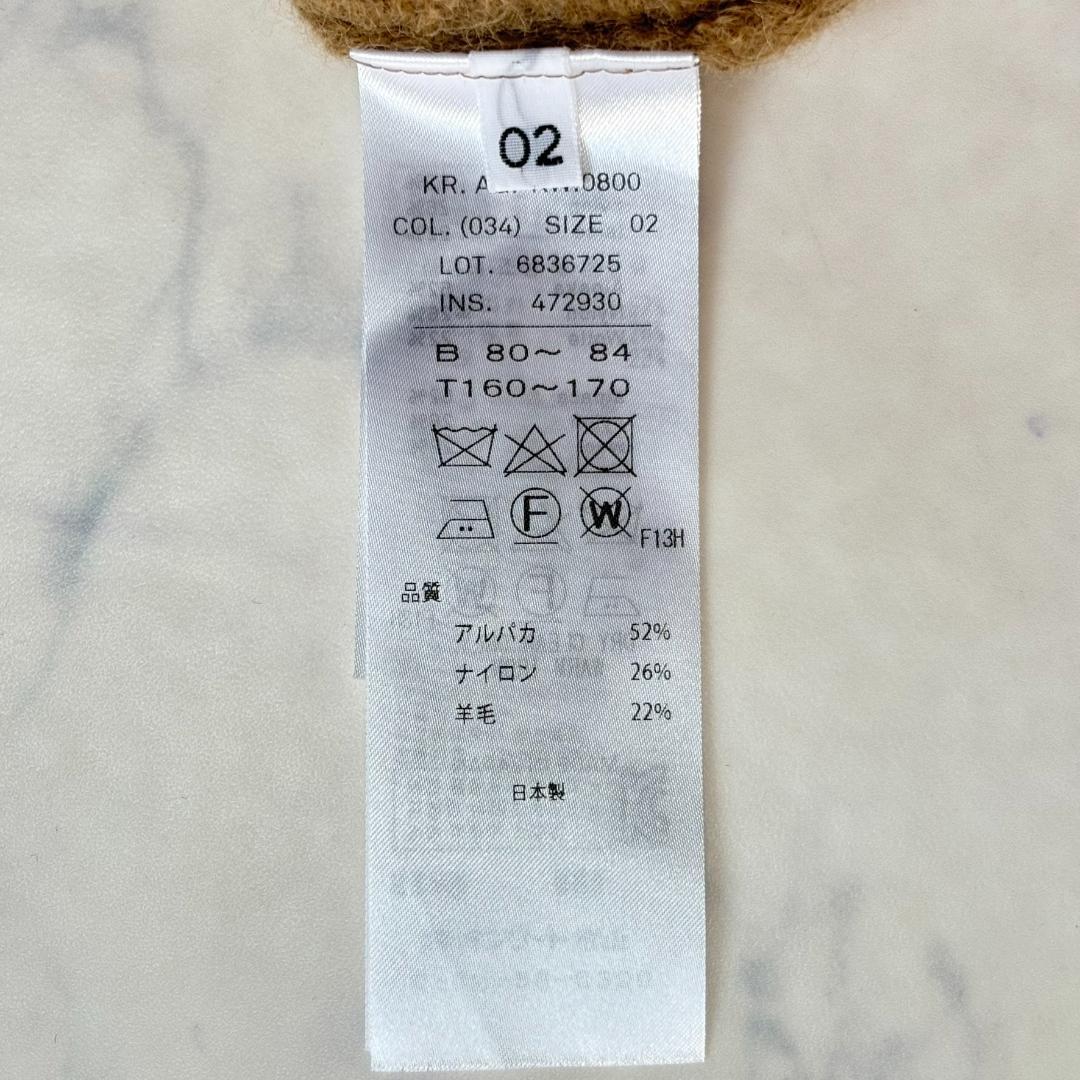 02
KR. A
COL. (034) SIZE 02
LOT. 6836725
INS. 472930
B 80～ 84
T160～170
F W F13H
品質
アルパカ 52%
ナイロン 26%
羊毛 22%
日本製